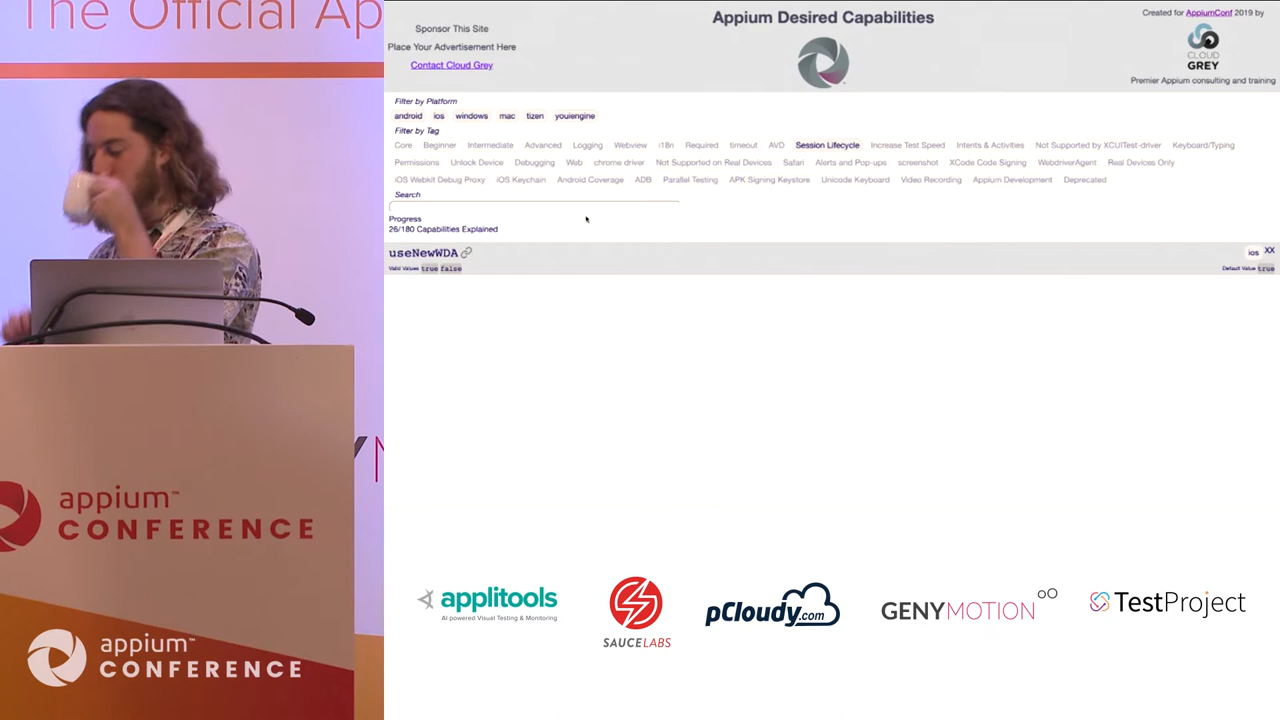 The Official Ap
appium™
CONFERENCE
appium™
CONFERENCE
Sponsor This Site
Place Your Advertisement Here
Contact Cloud Grey
Appium Desired Capabilities
Created for AppiumConf 2019 by
CLOUD
GREY
Premier Appium consulting and training
Filter by Platform
android ios windows mac tizen youiengine
Filter by Tag
Core Beginner Intermediate Advanced Logging Webview i18n Required timeout AVD Session Lifecycle Increase Test Speed Intents & Activities Not Supported by XCUITest-driver Keyboard/Typing
Permissions Unlock Device Debugging Web chrome driver Not Supported on Real Devices Safari Alerts and Pop-ups screenshot XCode Code Signing WebdriverAgent Real Devices Only
iOS Webkit Debug Proxy iOS Keychain Android Coverage ADB Parallel Testing APK Signing Keystore Unicode Keyboard Video Recording Appium Development Deprecated
Search
Progress
26/180 Capabilities Explained
useNewWDA
ios XX
Valid Values true false
Default Value true
applitools
AI powered Visual Testing & Monitoring
SAUCELABS
pCloudy.com
GENYMOTION
TestProject